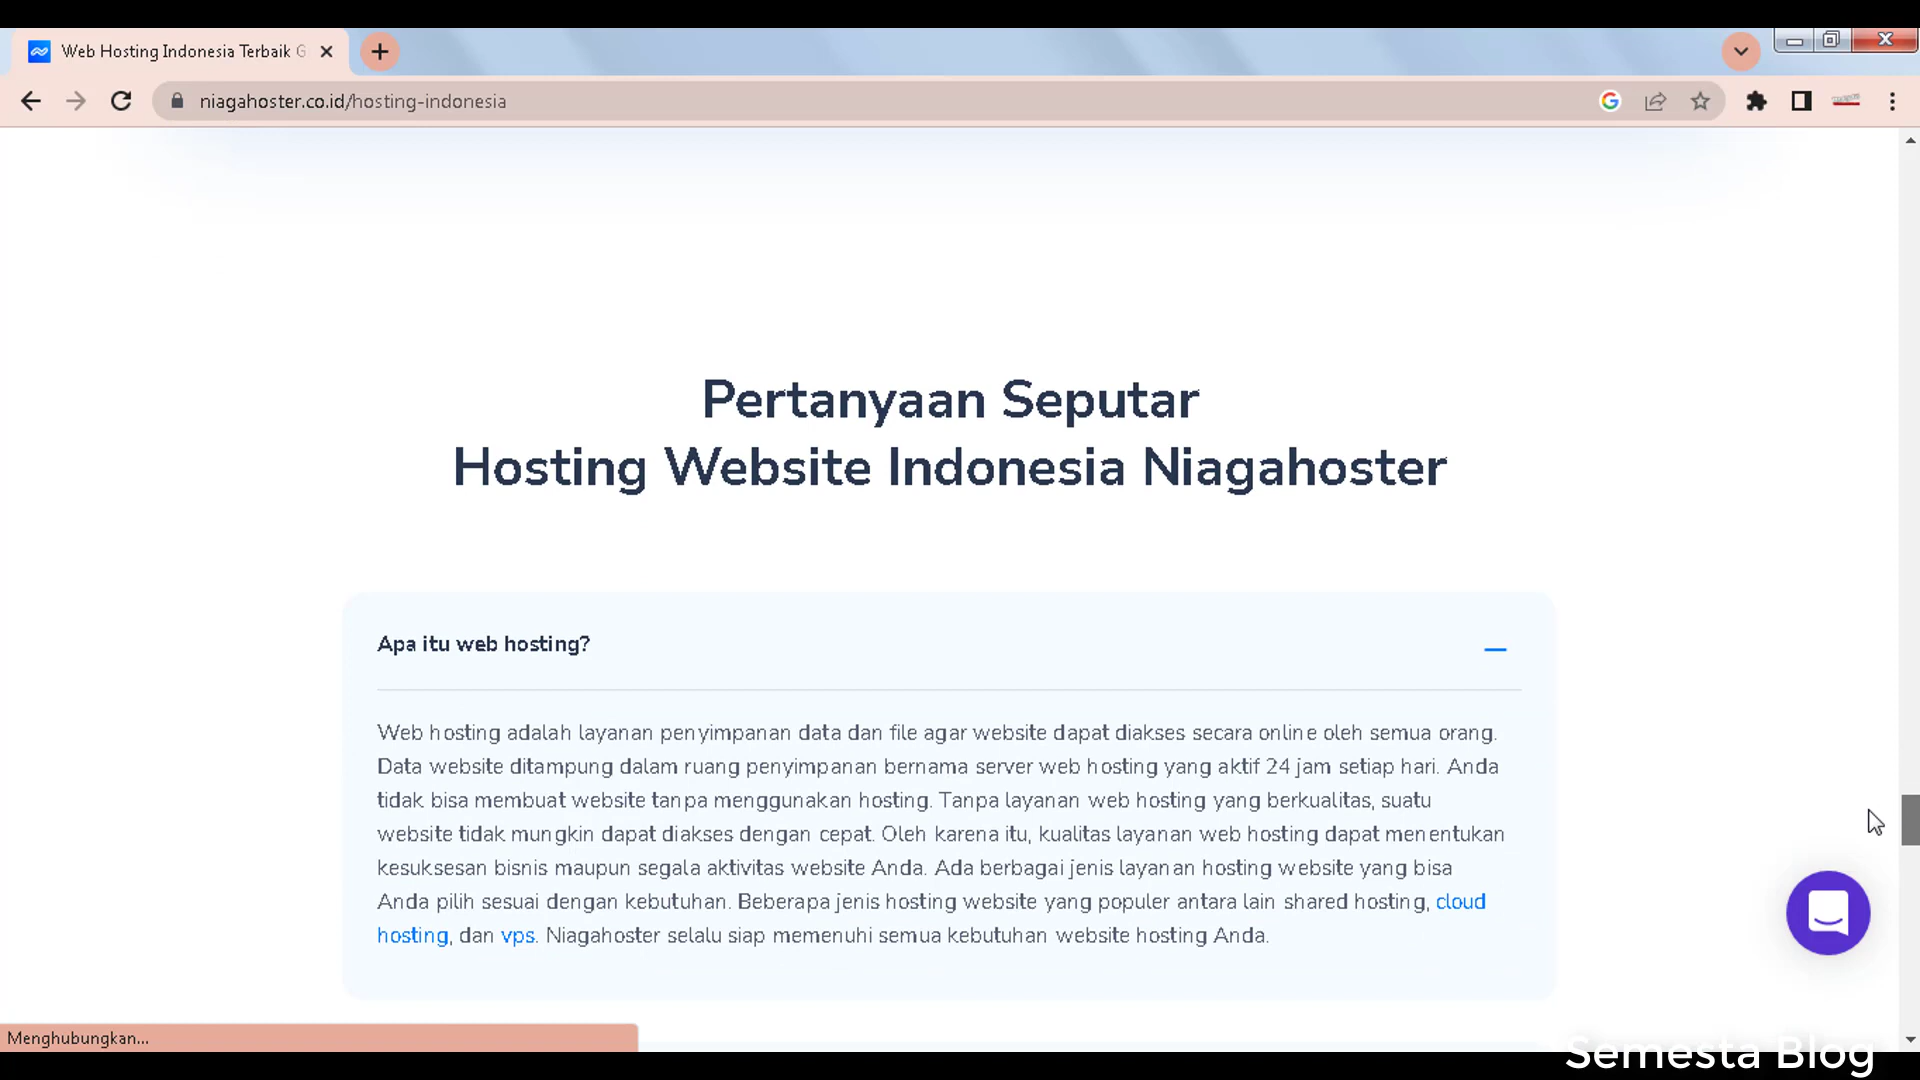 Web Hosting Indonesia Terbaik G
niagahoster.co.id/hosting-indonesia
Pertanyaan Seputar
Hosting Website Indonesia Niagahoster
Apa itu web hosting?
Web hosting adalah layanan penyimpanan data dan file agar website dapat diakses secara online oleh semua orang.
Data website ditampung dalam ruang penyimpanan bernama server web hosting yang aktif 24 jam setiap hari. Anda
tidak bisa membuat website tanpa menggunakan hosting. Tanpa layanan web hosting yang berkualitas, suatu
website tidak mungkin dapat diakses dengan cepat. Oleh karena itu, kualitas layanan web hosting dapat menentukan
kesuksesan bisnis maupun segala aktivitas website Anda. Ada berbagai jenis layanan hosting website yang bisa
Anda pilih sesuai dengan kebutuhan. Beberapa jenis hosting website yang populer antara lain shared hosting, cloud
hosting, dan vps. Niagahoster selalu siap memenuhi semua kebutuhan website hosting Anda.
Menghubungkan...
Semesta Blog